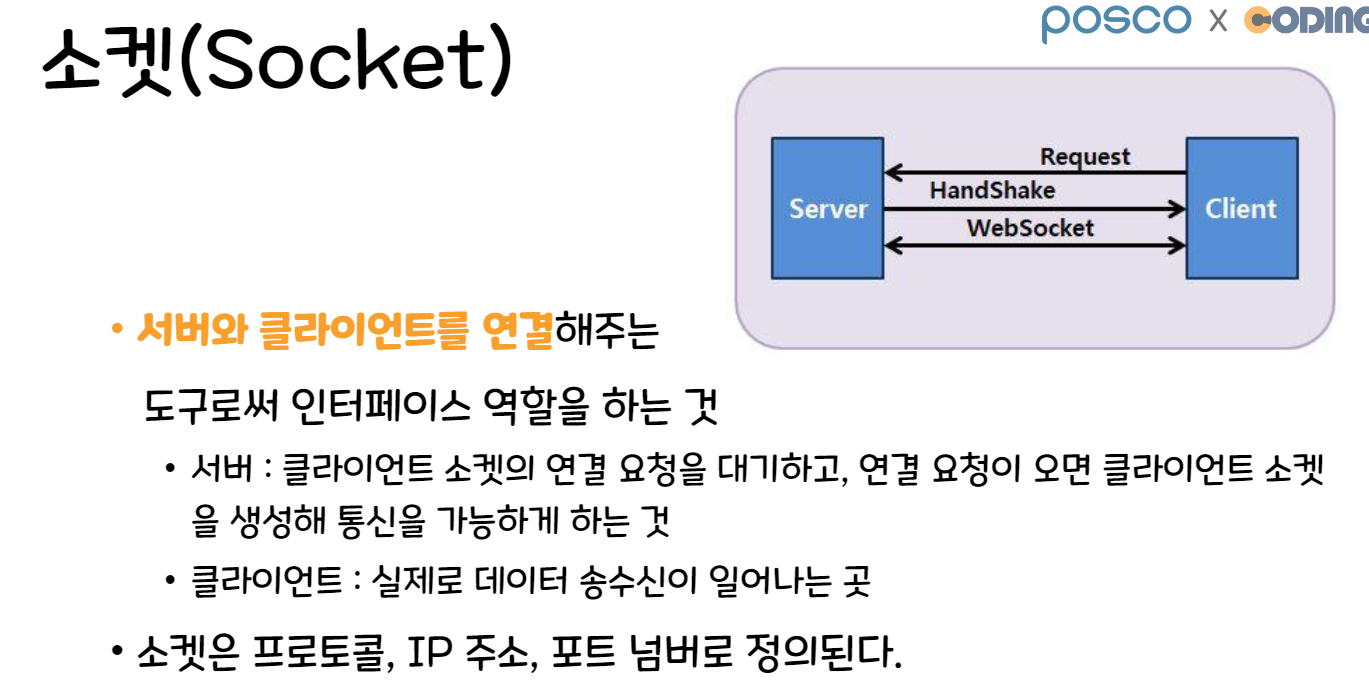 posco X CODING
소켓(Socket)
Request
HandShake
Server
Client
WebSocket
• 서버와 클라이언트를 연결해주는
도구로써 인터페이스 역할을 하는 것
• 서버 : 클라이언트 소켓의 연결 요청을 대기하고, 연결 요청이 오면 클라이언트 소켓
을 생성해 통신을 가능하게 하는 것
• 클라이언트 : 실제로 데이터 송수신이 일어나는 곳
• 소켓은 프로토콜, IP 주소, 포트 넘버로 정의된다.